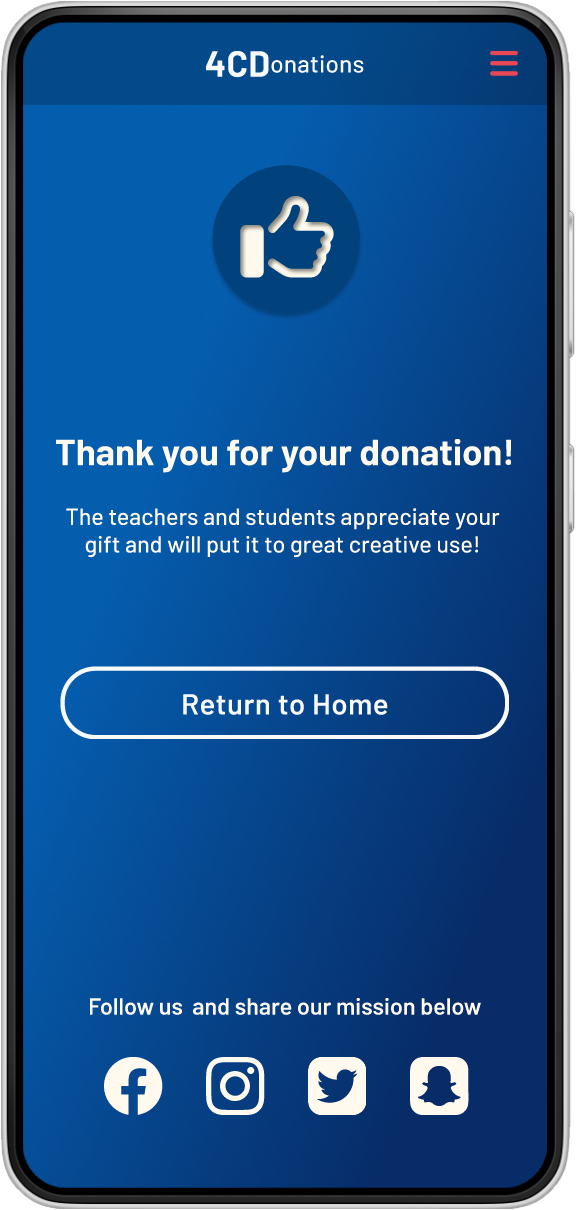 4CDonations
Thank you for your donation!
The teachers and students appreciate your
gift and will put it to great creative use!
Return to Home
Follow us  and share our mission below